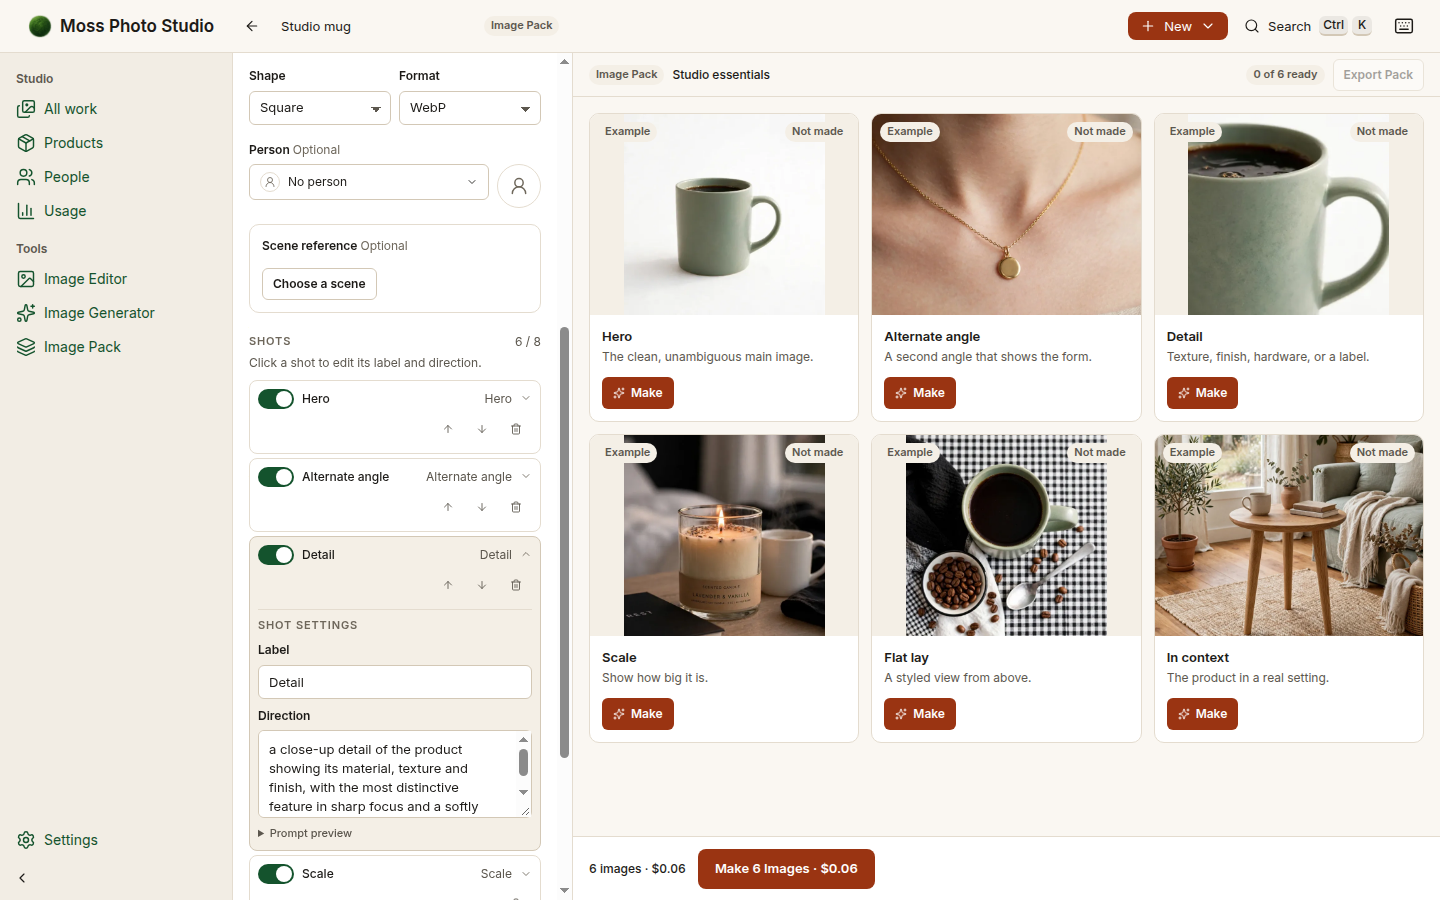 Moss Photo Studio
Studio mug
Image Pack
New
Search
Ctrl
K
Studio
All work
Products
People
Usage
Tools
Image Editor
Image Generator
Image Pack
Settings
Shape
Format
Square
WebP
Person Optional
No person
Scene reference Optional
Choose a scene
SHOTS
6 / 8
Click a shot to edit its label and direction.
Hero
Hero
Alternate angle
Alternate angle
Detail
Detail
SHOT SETTINGS
Label
Detail
Direction
a close-up detail of the product
showing its material, texture and
finish, with the most distinctive
feature in sharp focus and a softly
Prompt preview
Scale
Scale
Image Pack
Studio essentials
0 of 6 ready
Export Pack
Example
Not made
Hero
The clean, unambiguous main image.
Make
Example
Not made
Alternate angle
A second angle that shows the form.
Make
Example
Not made
Detail
Texture, finish, hardware, or a label.
Make
Example
Not made
LAVENDER & VANILLA
Scale
Show how big it is.
Make
Example
Not made
Flat lay
A styled view from above.
Make
Example
Not made
In context
The product in a real setting.
Make
6 images · $0.06
Make 6 Images · $0.06